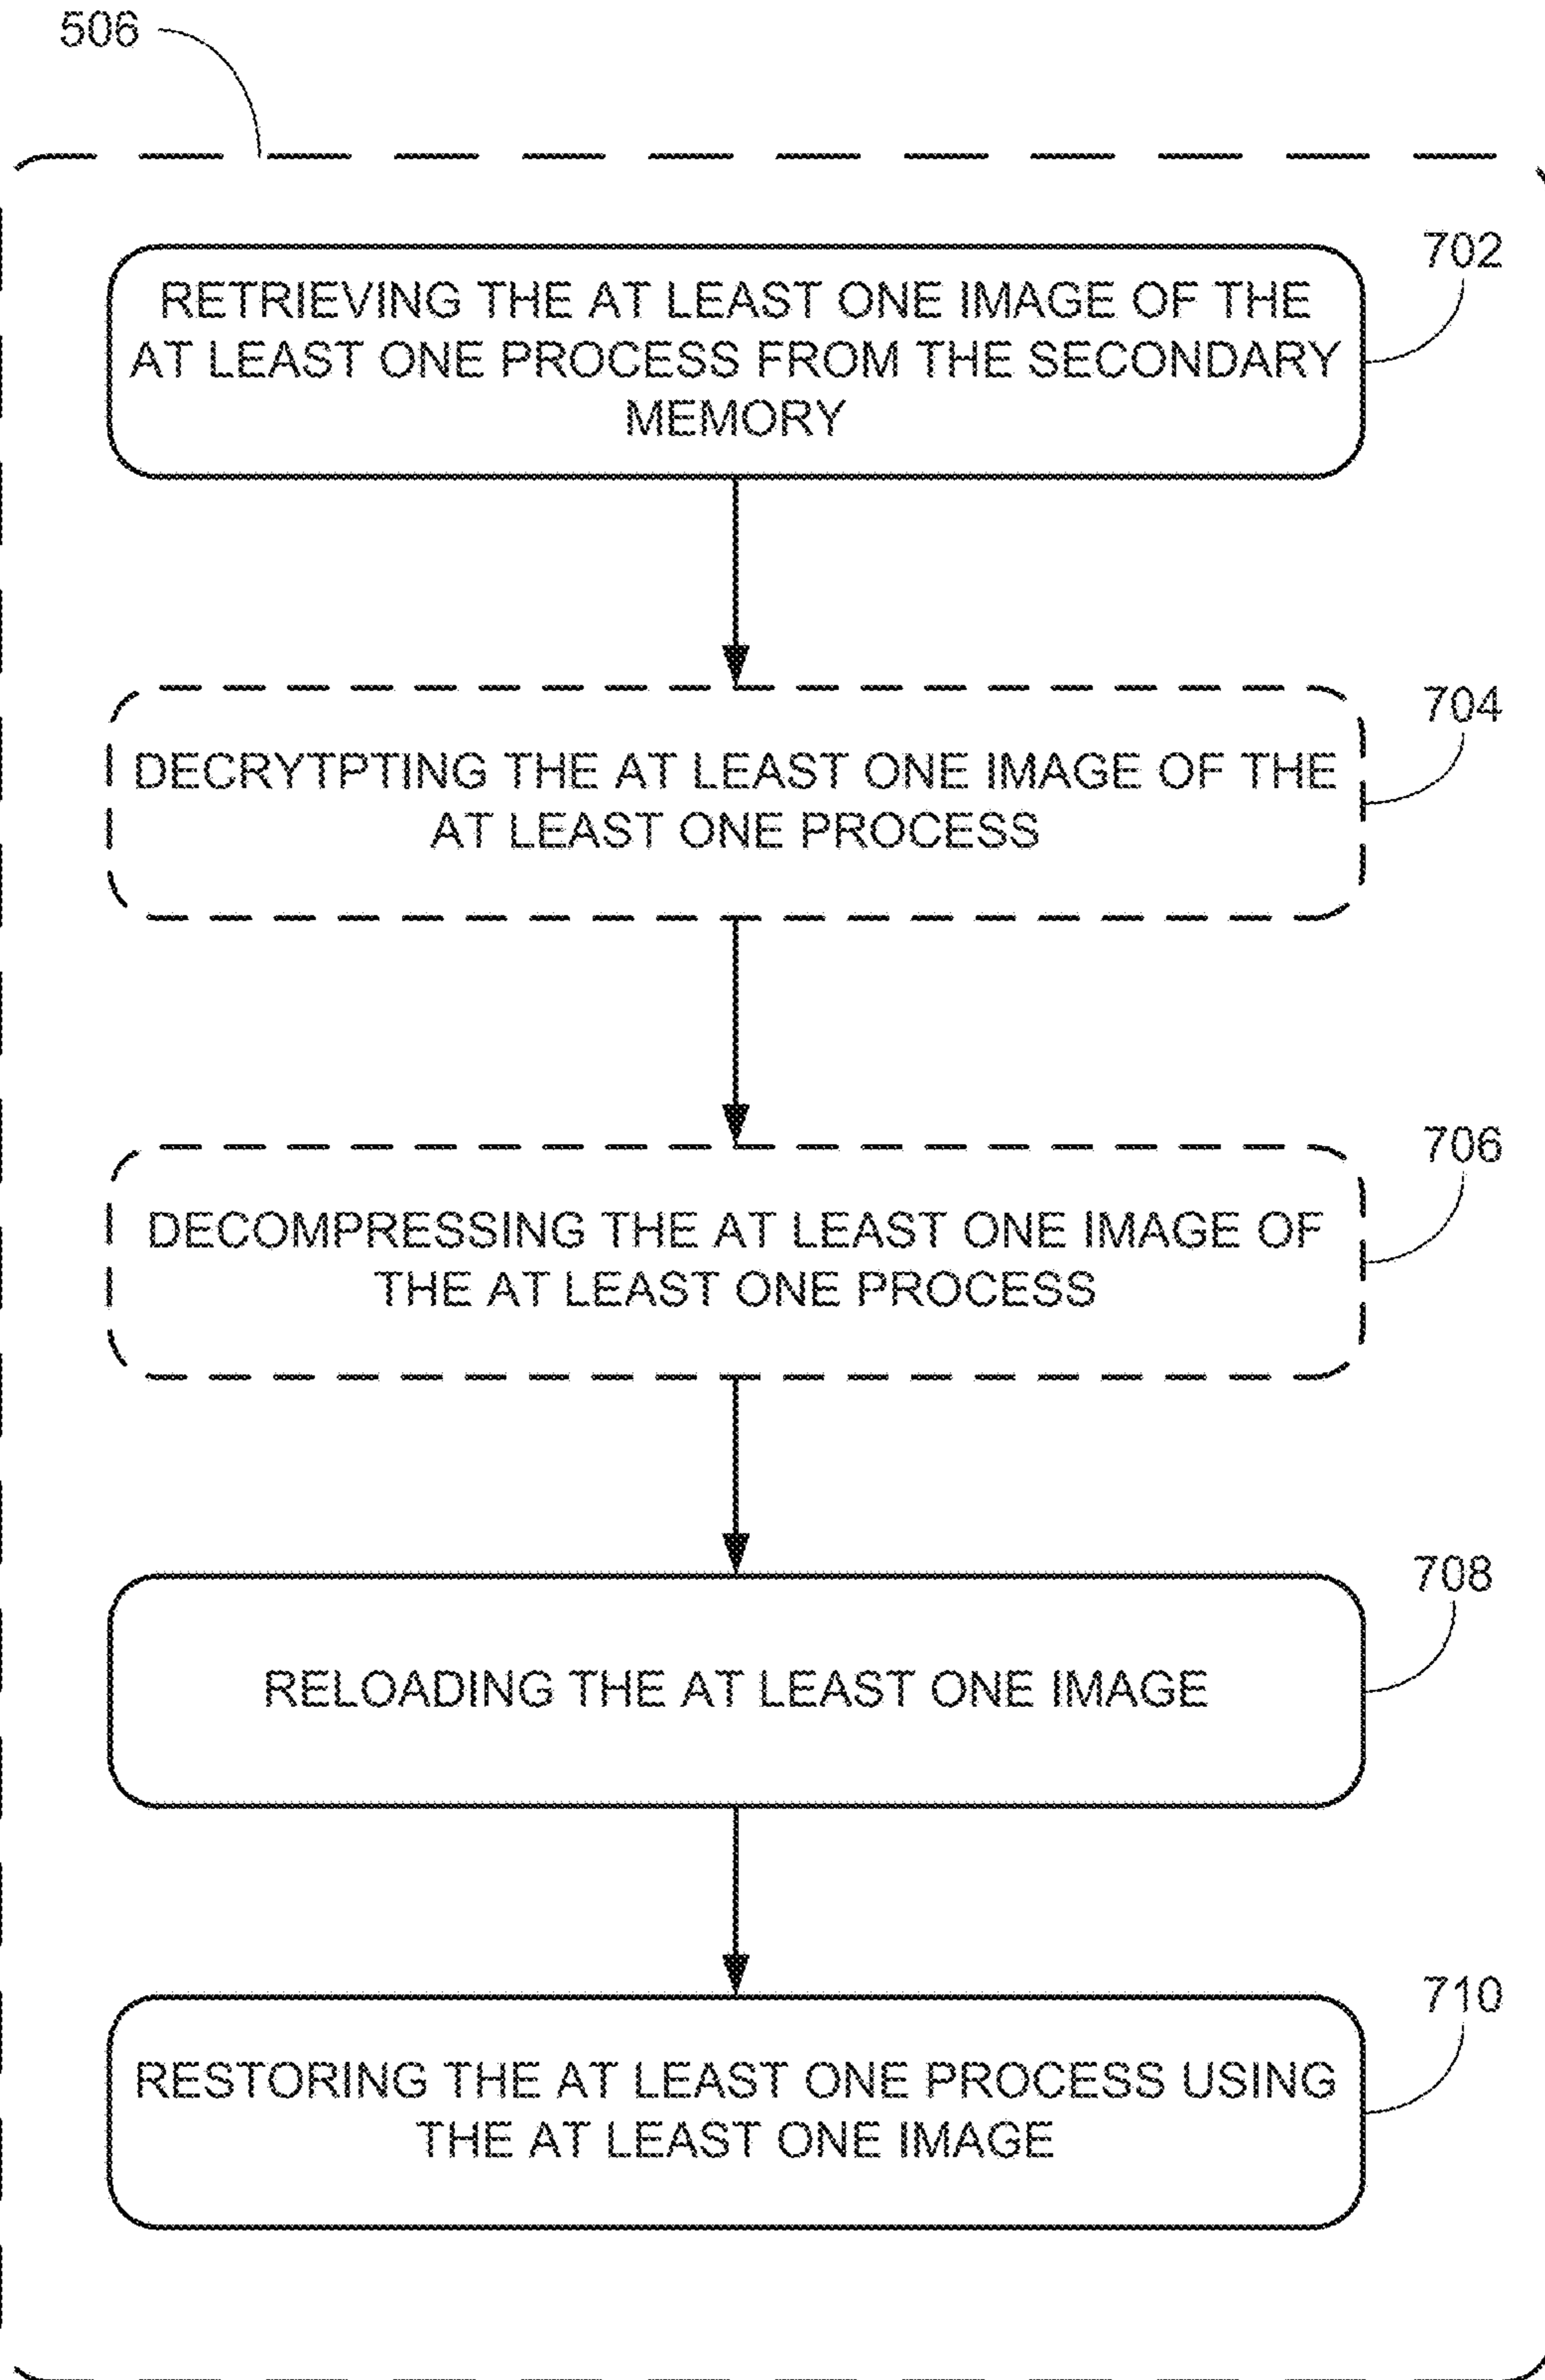 506
702
RETRIEVING THE AT LEAST ONE IMAGE OF THE
AT LEAST ONE PROCESS FROM THE SECONDARY
MEMORY
704
DECRYTPTING THE AT LEAST ONE IMAGE OF THE
AT LEAST ONE PROCESS
706
DECOMPRESSING THE AT LEAST ONE IMAGE OF
THE AT LEAST ONE PROCESS
708
RELOADING THE AT LEAST ONE IMAGE
710
RESTORING THE AT LEAST ONE PROCESS USING
THE AT LEAST ONE IMAGE